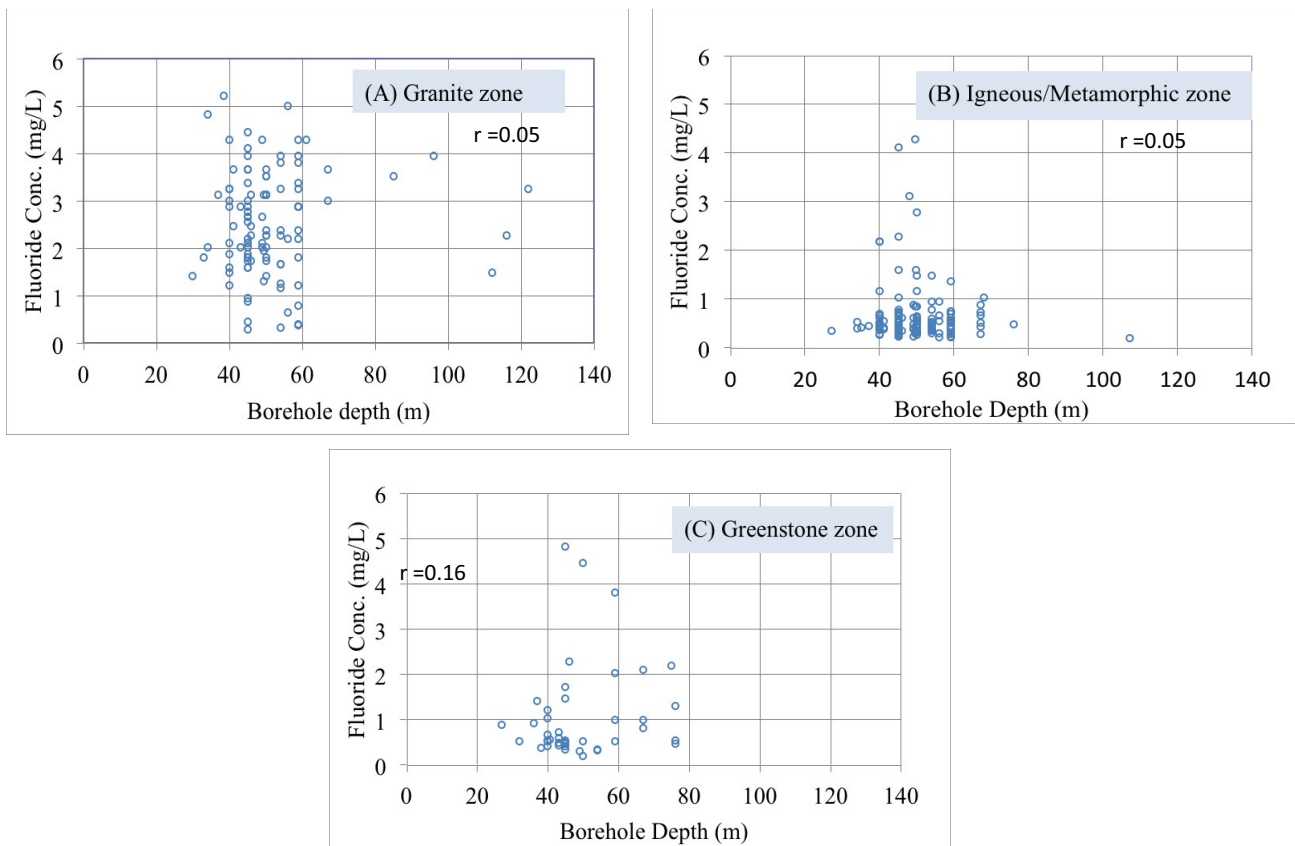 (A) Granite zone
r =0.05
Fluoride Conc. (mg/L)
6
5
4
3
2
1
0
0 20 40 60 80 100 120 140
Borehole depth (m)
(B) Igneous/Metamorphic zone
r =0.05
Fluoride Conc. (mg/L)
6
5
4
3
2
1
0
0 20 40 60 80 100 120 140
Borehole Depth (m)
(C) Greenstone zone
r =0.16
Fluoride Conc. (mg/L)
6
5
4
3
2
1
0
0 20 40 60 80 100 120 140
Borehole Depth (m)